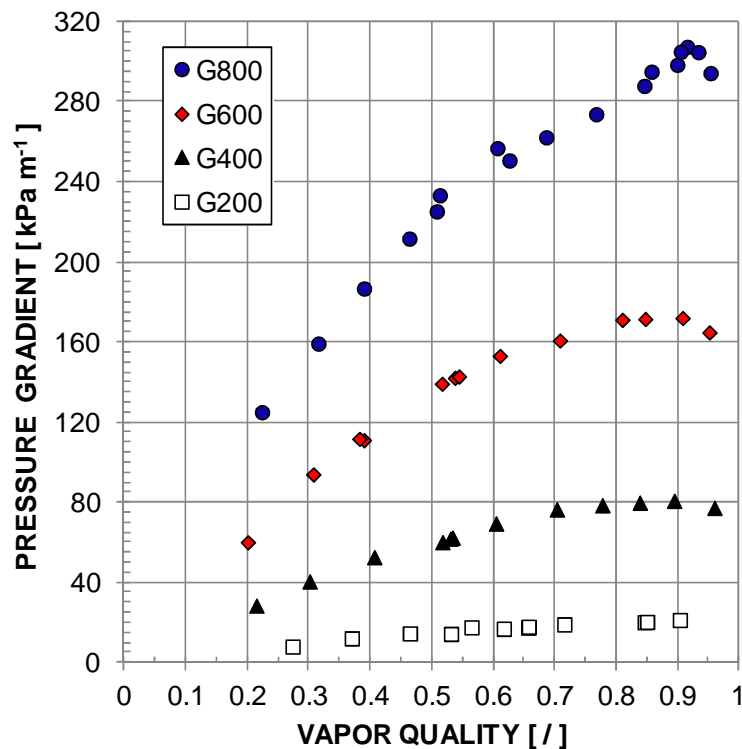 320
280
240
200
160
120
80
40
0
PRESSURE GRADIENT [ kPa m⁻¹ ]
G800
G600
G400
G200
0 0.1 0.2 0.3 0.4 0.5 0.6 0.7 0.8 0.9 1
VAPOR QUALITY [ / ]